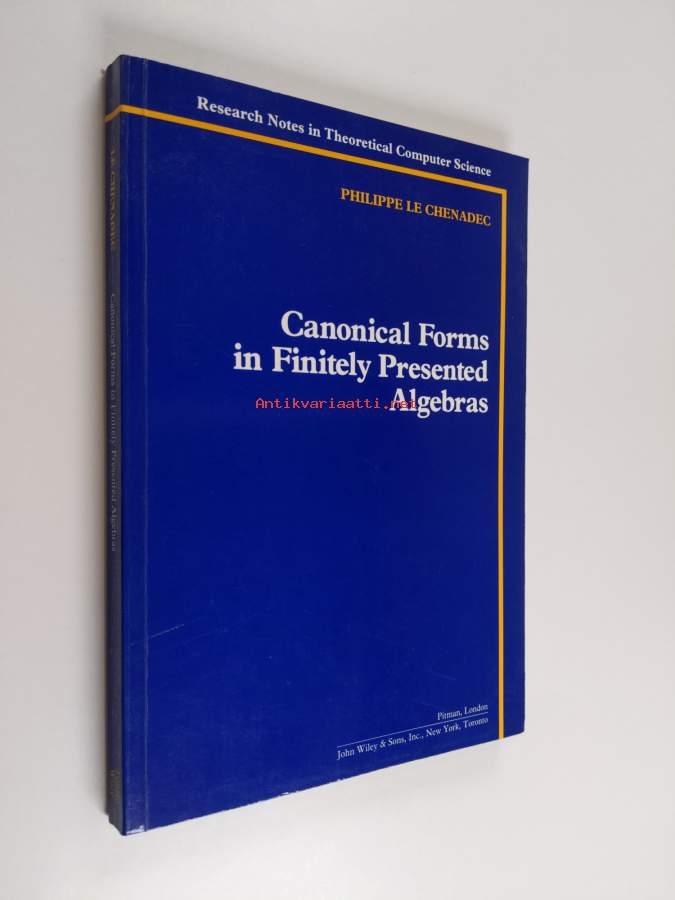 Research Notes in Theoretical Computer Science
PHILIPPE LE CHENADEC
Canonical Forms
in Finitely Presented
Algebras
Antikvariaatti.net
Pitman, London
John Wiley & Sons, Inc., New York, Toronto
LE CHENADEC
Canonical Forms in Finitely Presented Algebras